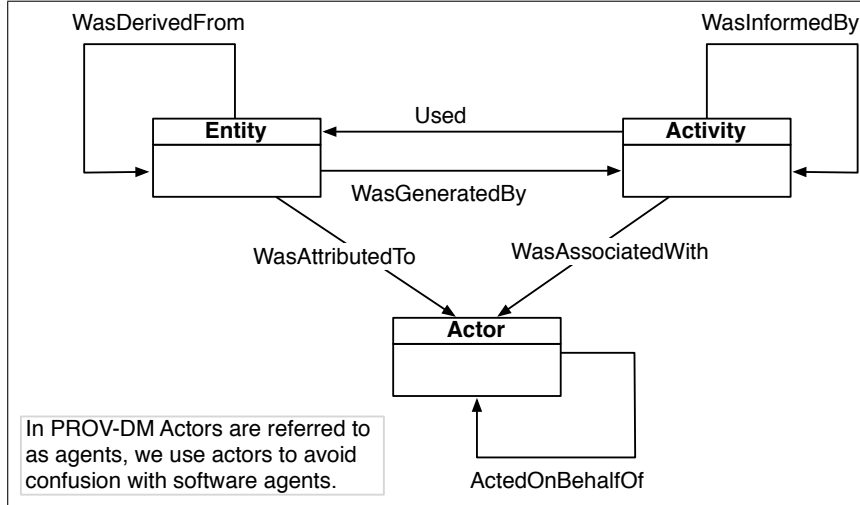 WasDerivedFrom
WasInformedBy
Used
Entity
Activity
WasGeneratedBy
WasAttributedTo
WasAssociatedWith
Actor
In PROV-DM Actors are referred to
as agents, we use actors to avoid
confusion with software agents.
ActedOnBehalfOf